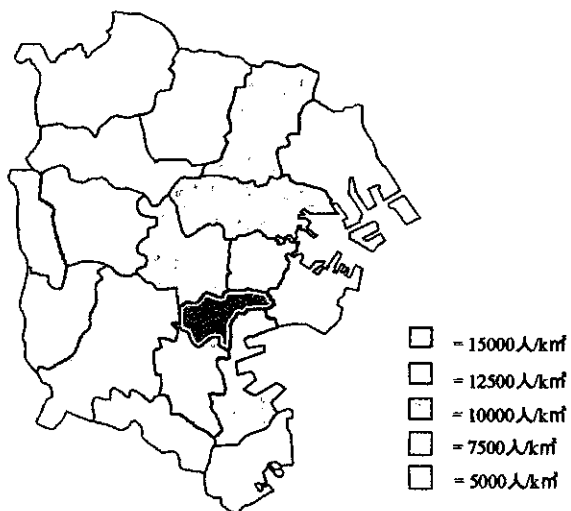 = 15000人/k㎡
= 12500人/k㎡
= 10000人/k㎡
= 7500人/k㎡
= 5000人/k㎡